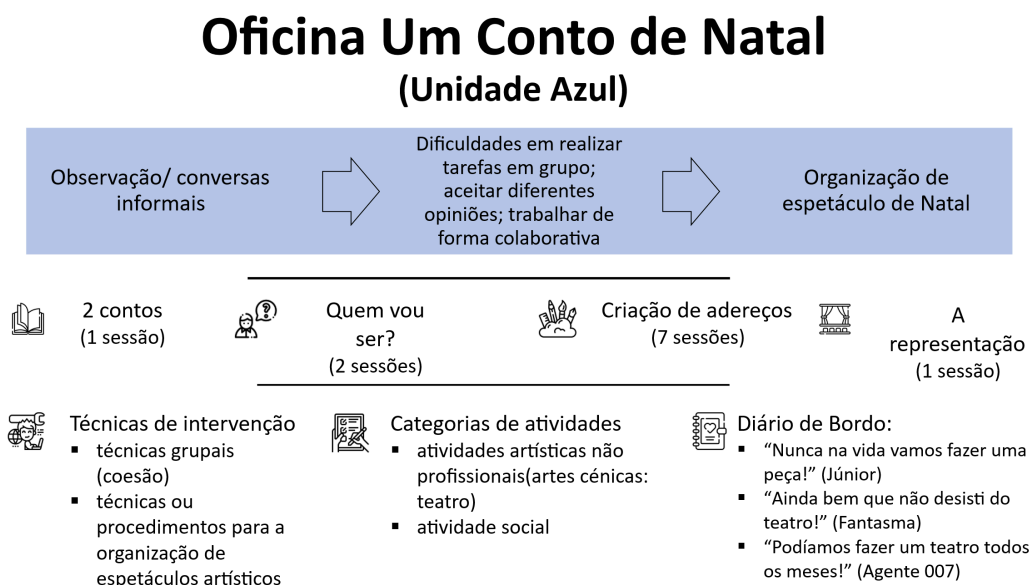 Oficina Um Conto de Natal
(Unidade Azul)
Observação/ conversas
informais
Dificuldades em realizar
tarefas em grupo;
aceitar diferentes
opiniões; trabalhar de
forma colaborativa
Organização de
espetáculo de Natal
2 contos
(1 sessão)
Quem vou
ser?
(2 sessões)
Criação de adereços
(7 sessões)
A
representação
(1 sessão)
Técnicas de intervenção
▪ técnicas grupais
(coesão)
▪ técnicas ou
procedimentos para a
organização de
espetáculos artísticos
Categorias de atividades
▪ atividades artísticas não
profissionais(artes cénicas:
teatro)
▪ atividade social
Diário de Bordo:
▪ “Nunca na vida vamos fazer uma
peça!” (Júnior)
▪ “Ainda bem que não desisti do
teatro!” (Fantasma)
▪ “Podíamos fazer um teatro todos
os meses!” (Agente 007)